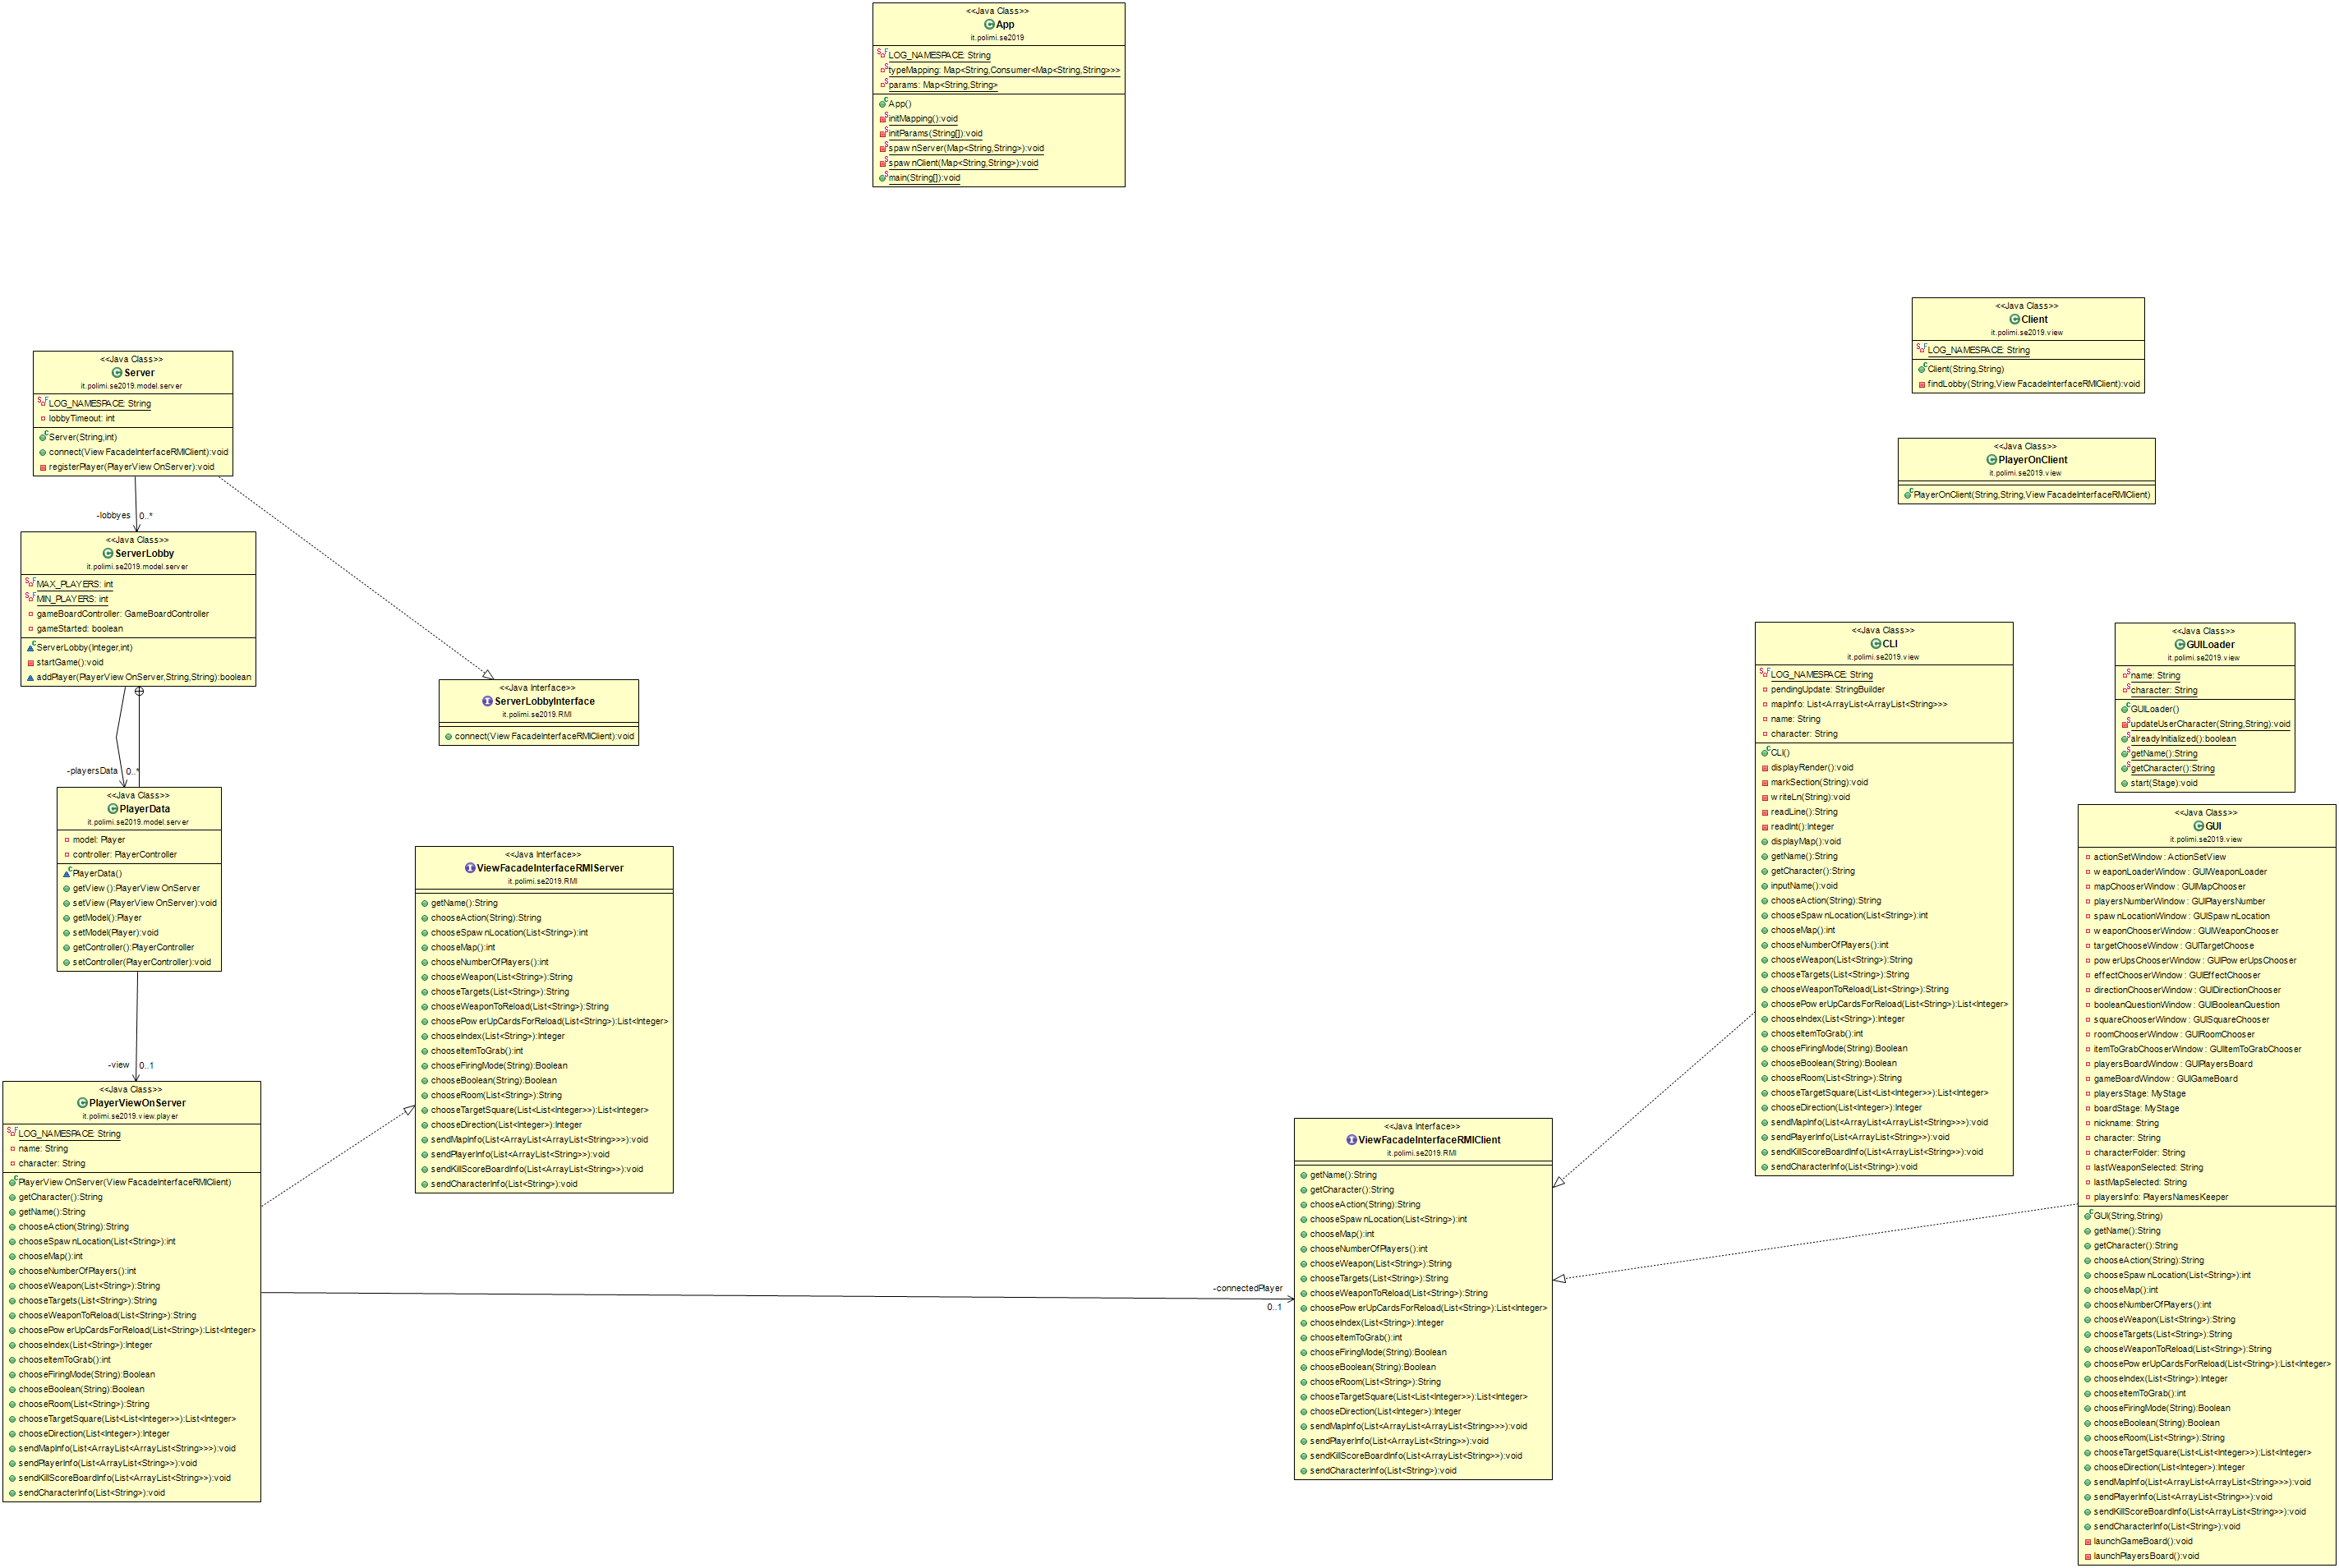 <<Java Class>>
App
it.polimi.se2019
LOG_NAMESPACE: String
typeMapping: Map<String,Consumer<Map<String,String>>>
params: Map<String,String>
App()
initMapping():void
initParams(String[]):void
spawnServer(Map<String,String>):void
spawnClient(Map<String,String>):void
main(String[]):void
<<Java Class>>
Client
it.polimi.se2019.view
LOG_NAMESPACE: String
Client(String,String)
findLobby(String,ViewFacadeInterfaceRMIClient):void
<<Java Class>>
PlayerOnClient
it.polimi.se2019.view
PlayerOnClient(String,String,ViewFacadeInterfaceRMIClient)
<<Java Class>>
Server
it.polimi.se2019.model.server
LOG_NAMESPACE: String
lobbyTimeout: int
Server(String,int)
connect(ViewFacadeInterfaceRMIClient):void
registerPlayer(PlayerViewOnServer):void
-lobbyes 0..*
<<Java Class>>
ServerLobby
it.polimi.se2019.model.server
MAX_PLAYERS: int
MIN_PLAYERS: int
gameBoardController: GameBoardController
gameStarted: boolean
ServerLobby(Integer,int)
startGame():void
addPlayer(PlayerViewOnServer,String,String):boolean
-playersData 0..*
<<Java Interface>>
ServerLobbyInterface
it.polimi.se2019.RMI
connect(ViewFacadeInterfaceRMIClient):void
<<Java Class>>
PlayerData
it.polimi.se2019.model.server
model: Player
controller: PlayerController
PlayerData()
getView():PlayerViewOnServer
setView(PlayerViewOnServer):void
getModel():Player
setModel(Player):void
getController():PlayerController
setController(PlayerController):void
-view 0..1
<<Java Class>>
PlayerViewOnServer
it.polimi.se2019.view.player
LOG_NAMESPACE: String
name: String
character: String
PlayerViewOnServer(ViewFacadeInterfaceRMIClient)
getCharacter():String
getName():String
chooseAction(String):String
chooseSpawnLocation(List<String>):int
chooseMap():int
chooseNumberOfPlayers():int
chooseWeapon(List<String>):String
chooseTargets(List<String>):String
chooseWeaponToReload(List<String>):String
choosePowerUpCardsForReload(List<String>):List<Integer>
chooseIndex(List<String>):Integer
chooseItemToGrab():int
chooseFiringMode(String):Boolean
chooseBoolean(String):Boolean
chooseRoom(List<String>):String
chooseTargetSquare(List<List<Integer>>):List<Integer>
chooseDirection(List<Integer>):Integer
sendMapInfo(List<ArrayList<ArrayList<String>>>):void
sendPlayerInfo(List<ArrayList<String>>):void
sendKillScoreBoardInfo(List<ArrayList<String>>):void
sendCharacterInfo(List<String>):void
<<Java Interface>>
ViewFacadeInterfaceRMIServer
it.polimi.se2019.RMI
getName():String
chooseAction(String):String
chooseSpawnLocation(List<String>):int
chooseMap():int
chooseNumberOfPlayers():int
chooseWeapon(List<String>):String
chooseTargets(List<String>):String
chooseWeaponToReload(List<String>):String
choosePowerUpCardsForReload(List<String>):List<Integer>
chooseIndex(List<String>):Integer
chooseItemToGrab():int
chooseFiringMode(String):Boolean
chooseBoolean(String):Boolean
chooseRoom(List<String>):String
chooseTargetSquare(List<List<Integer>>):List<Integer>
chooseDirection(List<Integer>):Integer
sendMapInfo(List<ArrayList<ArrayList<String>>>):void
sendPlayerInfo(List<ArrayList<String>>):void
sendKillScoreBoardInfo(List<ArrayList<String>>):void
sendCharacterInfo(List<String>):void
-connectedPlayer
0..1
<<Java Interface>>
ViewFacadeInterfaceRMIClient
it.polimi.se2019.RMI
getName():String
getCharacter():String
chooseAction(String):String
chooseSpawnLocation(List<String>):int
chooseMap():int
chooseNumberOfPlayers():int
chooseWeapon(List<String>):String
chooseTargets(List<String>):String
chooseWeaponToReload(List<String>):String
choosePowerUpCardsForReload(List<String>):List<Integer>
chooseIndex(List<String>):Integer
chooseItemToGrab():int
chooseFiringMode(String):Boolean
chooseBoolean(String):Boolean
chooseRoom(List<String>):String
chooseTargetSquare(List<List<Integer>>):List<Integer>
chooseDirection(List<Integer>):Integer
sendMapInfo(List<ArrayList<ArrayList<String>>>):void
sendPlayerInfo(List<ArrayList<String>>):void
sendKillScoreBoardInfo(List<ArrayList<String>>):void
sendCharacterInfo(List<String>):void
<<Java Class>>
CLI
it.polimi.se2019.view
LOG_NAMESPACE: String
pendingUpdate: StringBuilder
mapInfo: List<ArrayList<ArrayList<String>>>
name: String
character: String
CLI()
displayRender():void
markSection(String):void
writeLn(String):void
readLine():String
readInt():Integer
displayMap():void
getName():String
getCharacter():String
inputName():void
chooseAction(String):String
chooseSpawnLocation(List<String>):int
chooseMap():int
chooseNumberOfPlayers():int
chooseWeapon(List<String>):String
chooseTargets(List<String>):String
chooseWeaponToReload(List<String>):String
choosePowerUpCardsForReload(List<String>):List<Integer>
chooseIndex(List<String>):Integer
chooseItemToGrab():int
chooseFiringMode(String):Boolean
chooseBoolean(String):Boolean
chooseRoom(List<String>):String
chooseTargetSquare(List<List<Integer>>):List<Integer>
chooseDirection(List<Integer>):Integer
sendMapInfo(List<ArrayList<ArrayList<String>>>):void
sendPlayerInfo(List<ArrayList<String>>):void
sendKillScoreBoardInfo(List<ArrayList<String>>):void
sendCharacterInfo(List<String>):void
<<Java Class>>
GUILoader
it.polimi.se2019.view
name: String
character: String
GUILoader()
updateUserCharacter(String,String):void
alreadyInitialized():boolean
getName():String
getCharacter():String
start(Stage):void
<<Java Class>>
GUI
it.polimi.se2019.view
actionSetWindow: ActionSetView
weaponLoaderWindow: GUIWeaponLoader
mapChooserWindow: GUIMapChooser
playersNumberWindow: GUIPlayersNumber
spawnLocationWindow: GUISpawnLocation
weaponChooserWindow: GUIWeaponChooser
targetChooseWindow: GUITargetChoose
powerUpsChooserWindow: GUIPowerUpsChooser
effectChooserWindow: GUIEffectChooser
directionChooserWindow: GUIDirectionChooser
booleanQuestionWindow: GUIBooleanQuestion
squareChooserWindow: GUISquareChooser
roomChooserWindow: GUIRoomChooser
itemToGrabChooserWindow: GUIItemToGrabChooser
playersBoardWindow: GUIPlayersBoard
gameBoardWindow: GUIGameBoard
playersStage: MyStage
boardStage: MyStage
nickname: String
character: String
characterFolder: String
lastWeaponSelected: String
lastMapSelected: String
playersInfo: PlayersNamesKeeper
GUI(String,String)
getName():String
getCharacter():String
chooseAction(String):String
chooseSpawnLocation(List<String>):int
chooseMap():int
chooseNumberOfPlayers():int
chooseWeapon(List<String>):String
chooseTargets(List<String>):String
chooseWeaponToReload(List<String>):String
choosePowerUpCardsForReload(List<String>):List<Integer>
chooseIndex(List<String>):Integer
chooseItemToGrab():int
chooseFiringMode(String):Boolean
chooseBoolean(String):Boolean
chooseRoom(List<String>):String
chooseTargetSquare(List<List<Integer>>):List<Integer>
chooseDirection(List<Integer>):Integer
sendMapInfo(List<ArrayList<ArrayList<String>>>):void
sendPlayerInfo(List<ArrayList<String>>):void
sendKillScoreBoardInfo(List<ArrayList<String>>):void
sendCharacterInfo(List<String>):void
launchGameBoard():void
launchPlayersBoard():void